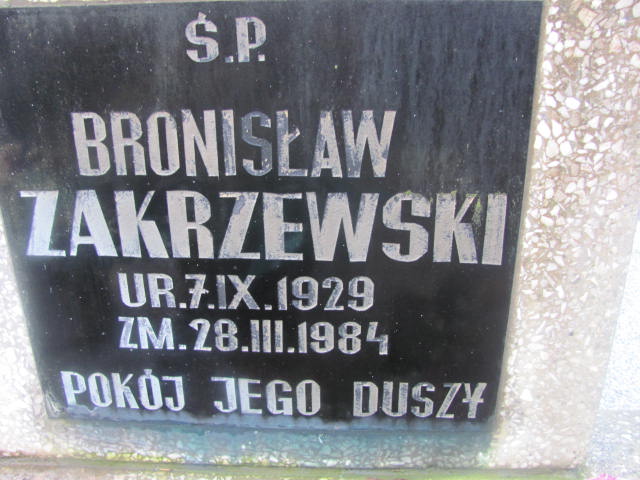 Ś.P.
BRONISŁAW
ZAKRZEWSKI
UR.7.IX.1929
ZM.28.III.1984
POKÓJ JEGO DUSZY